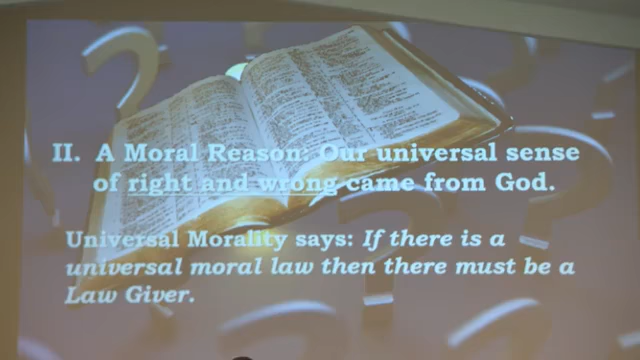 II. A Moral Reason: Our universal sense
of right and wrong came from God.
Universal Morality says: If there is a
universal moral law then there must be a
Law Giver.